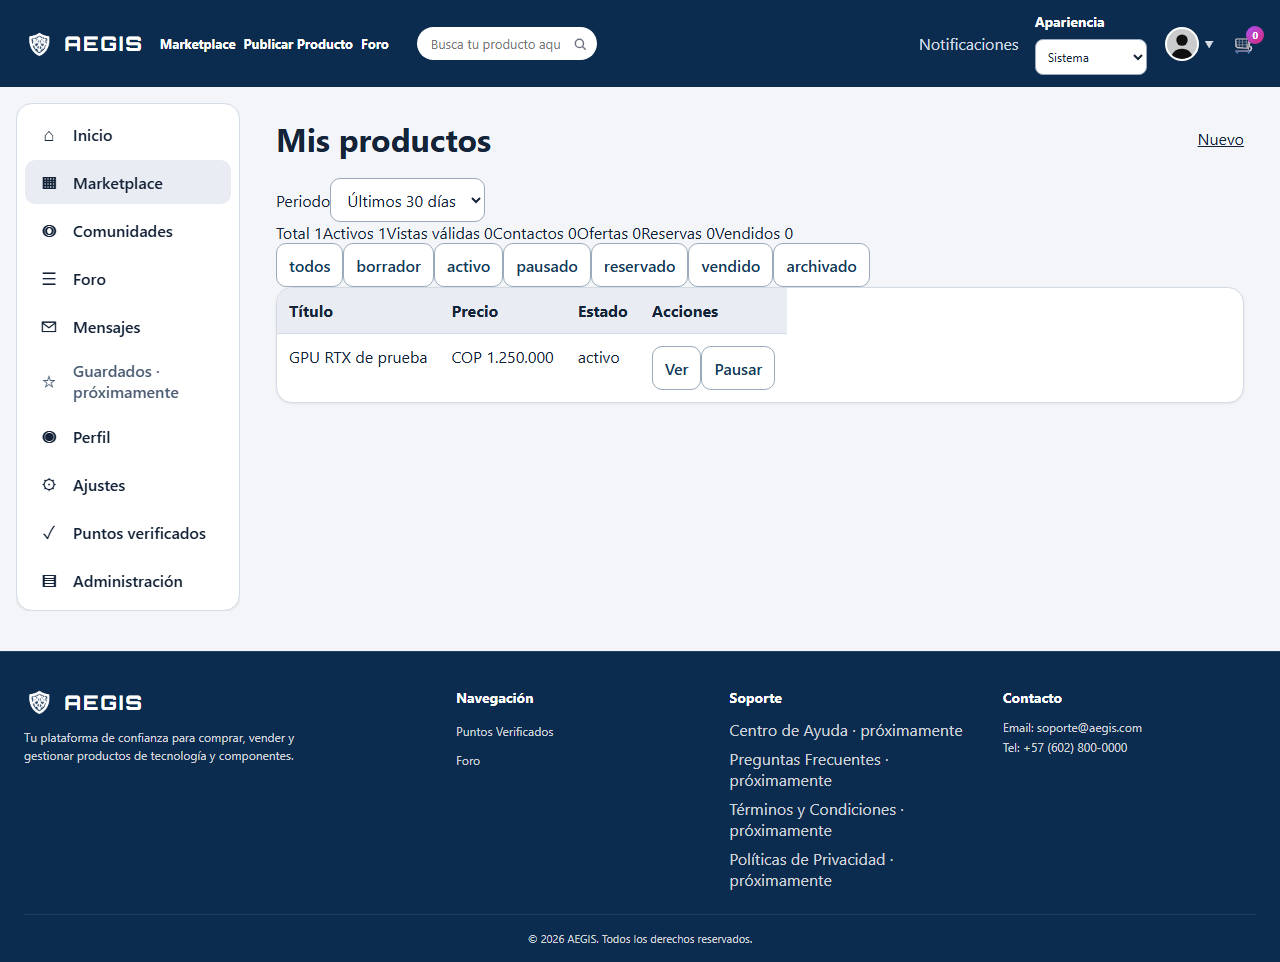 AEGIS Marketplace Publicar Producto Foro Busca tu producto aqu Notificaciones Apariencia Sistema 0
Inicio
Marketplace
Comunidades
Foro
Mensajes
Guardados ·
próximamente
Perfil
Ajustes
Puntos verificados
Administración
Mis productos Nuevo
Periodo Últimos 30 días
Total 1Activos 1Vistas válidas 0Contactos 0Ofertas 0Reservas 0Vendidos 0
todos borrador activo pausado reservado vendido archivado
Título Precio Estado Acciones
GPU RTX de prueba COP 1.250.000 activo Ver Pausar
AEGIS
Tu plataforma de confianza para comprar, vender y
gestionar productos de tecnología y componentes.
Navegación
Puntos Verificados
Foro
Soporte
Centro de Ayuda · próximamente
Preguntas Frecuentes ·
próximamente
Términos y Condiciones ·
próximamente
Políticas de Privacidad ·
próximamente
Contacto
Email: soporte@aegis.com
Tel: +57 (602) 800-0000
© 2026 AEGIS. Todos los derechos reservados.